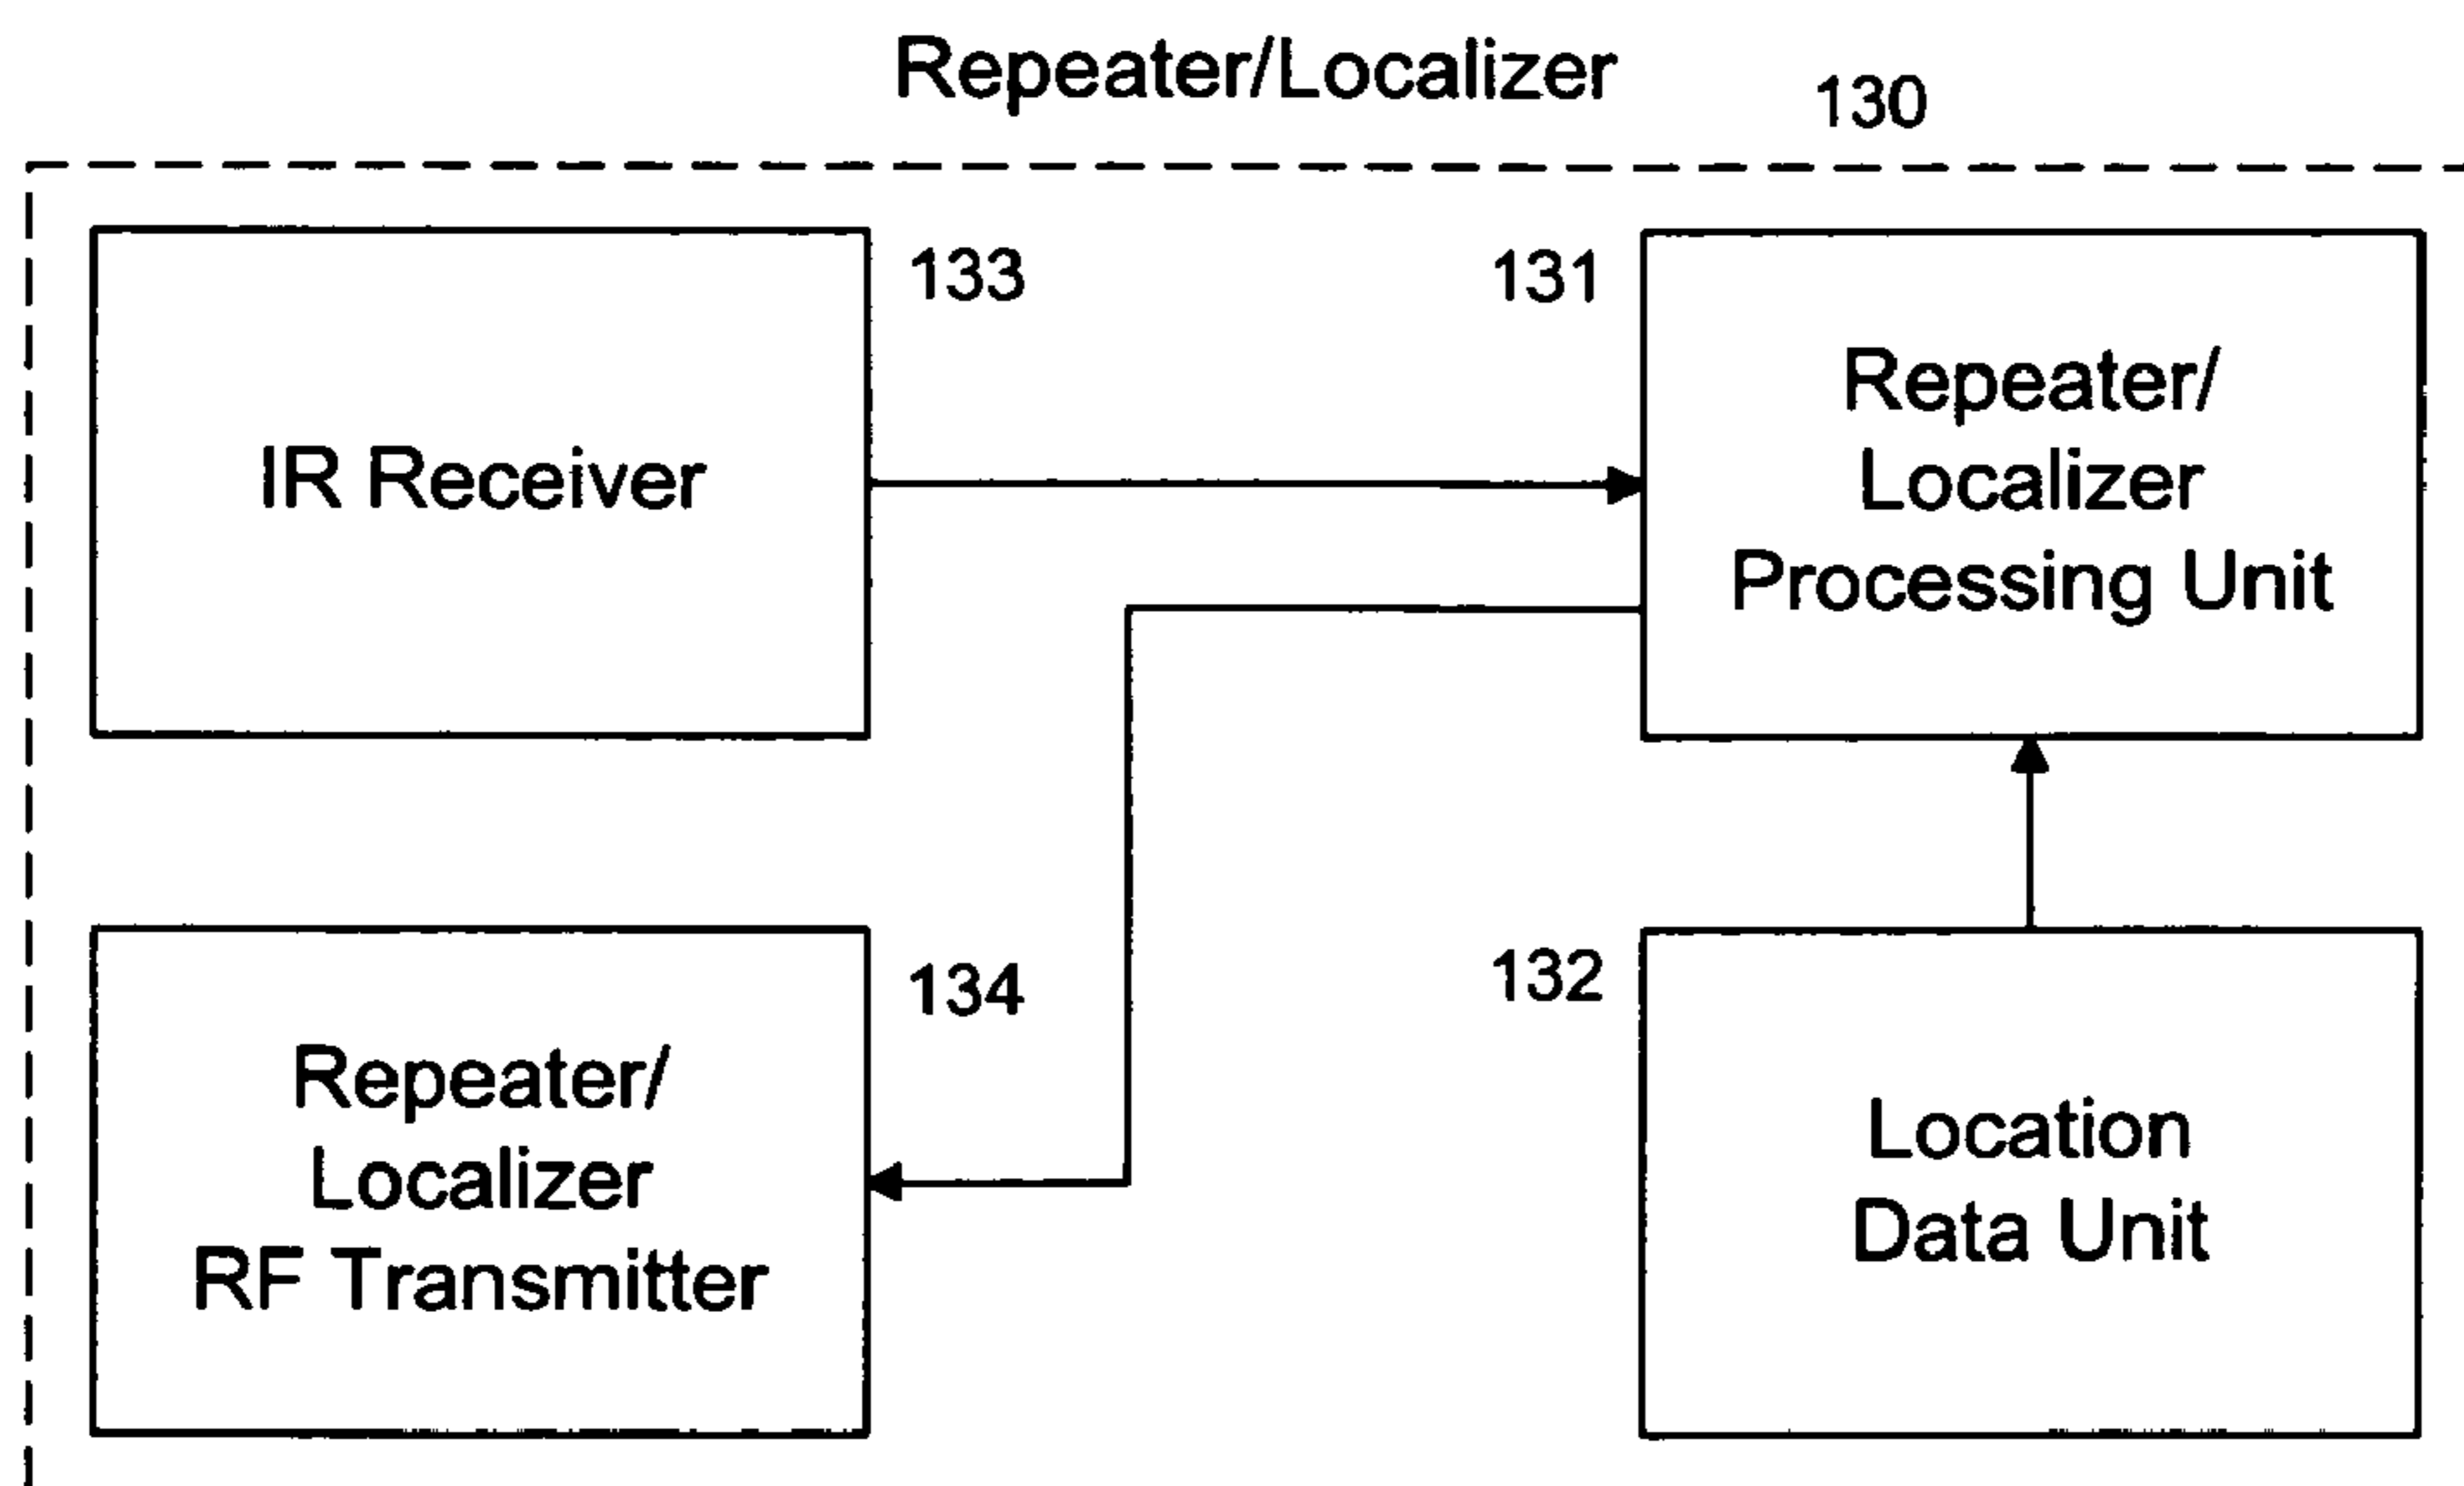 Repeater/Localizer
130
133
131
IR Receiver
Repeater/
Localizer
Processing Unit
134
132
Repeater/
Localizer
RF Transmitter
Location
Data Unit